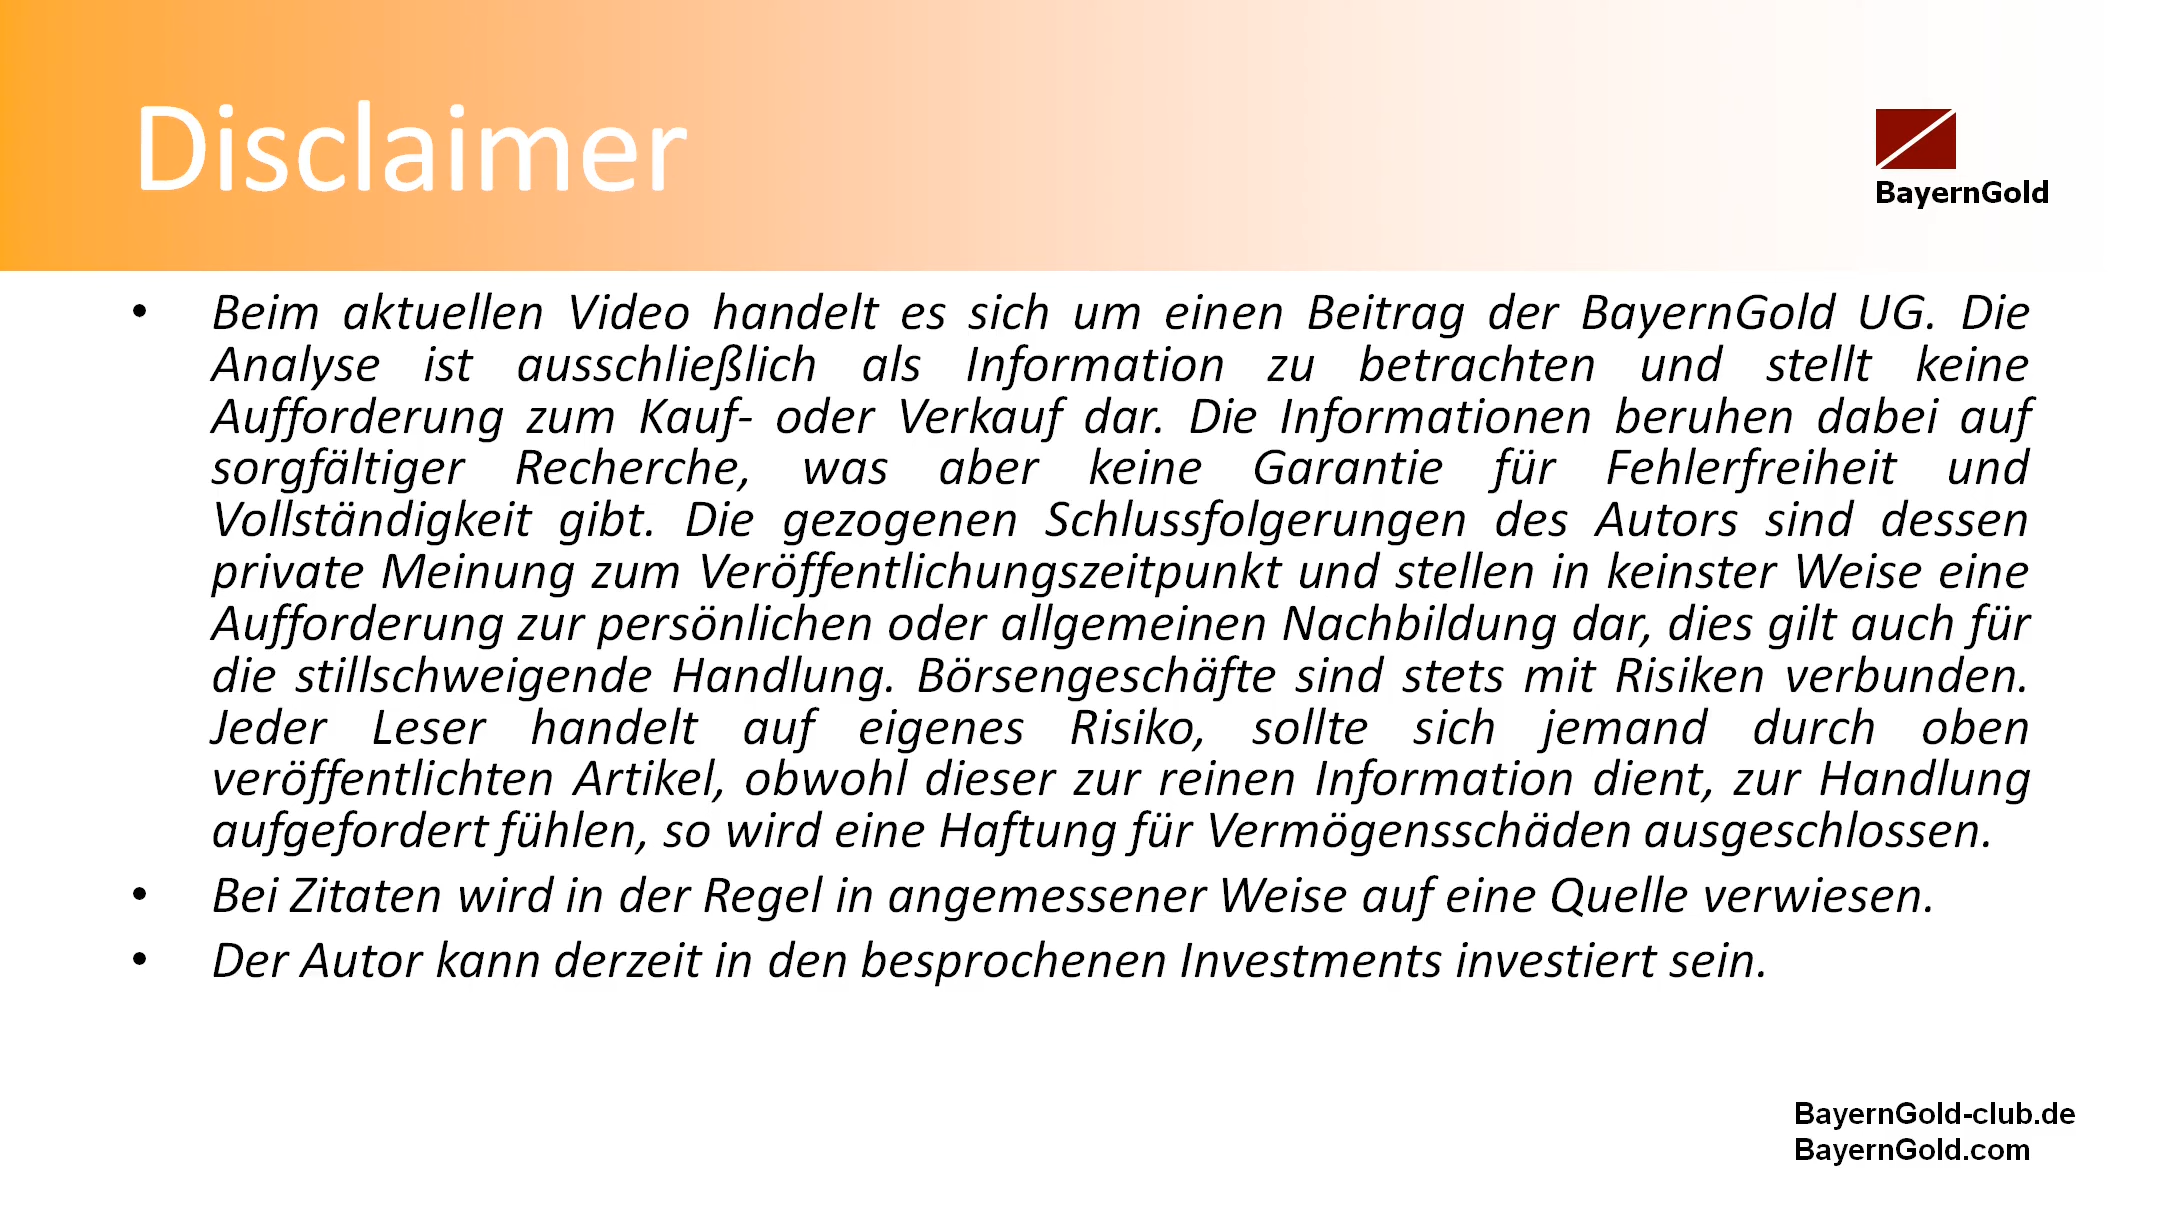 Disclaimer
BayernGold
• Beim aktuellen Video handelt es sich um einen Beitrag der BayernGold UG. Die
Analyse ist ausschließlich als Information zu betrachten und stellt keine
Aufforderung zum Kauf- oder Verkauf dar. Die Informationen beruhen dabei auf
sorgfältiger Recherche, was aber keine Garantie für Fehlerfreiheit und
Vollständigkeit gibt. Die gezogenen Schlussfolgerungen des Autors sind dessen
private Meinung zum Veröffentlichungszeitpunkt und stellen in keinster Weise eine
Aufforderung zur persönlichen oder allgemeinen Nachbildung dar, dies gilt auch für
die stillschweigende Handlung. Börsengeschäfte sind stets mit Risiken verbunden.
Jeder Leser handelt auf eigenes Risiko, sollte sich jemand durch oben
veröffentlichten Artikel, obwohl dieser zur reinen Information dient, zur Handlung
aufgefordert fühlen, so wird eine Haftung für Vermögensschäden ausgeschlossen.
• Bei Zitaten wird in der Regel in angemessener Weise auf eine Quelle verwiesen.
• Der Autor kann derzeit in den besprochenen Investments investiert sein.
BayernGold-club.de
BayernGold.com